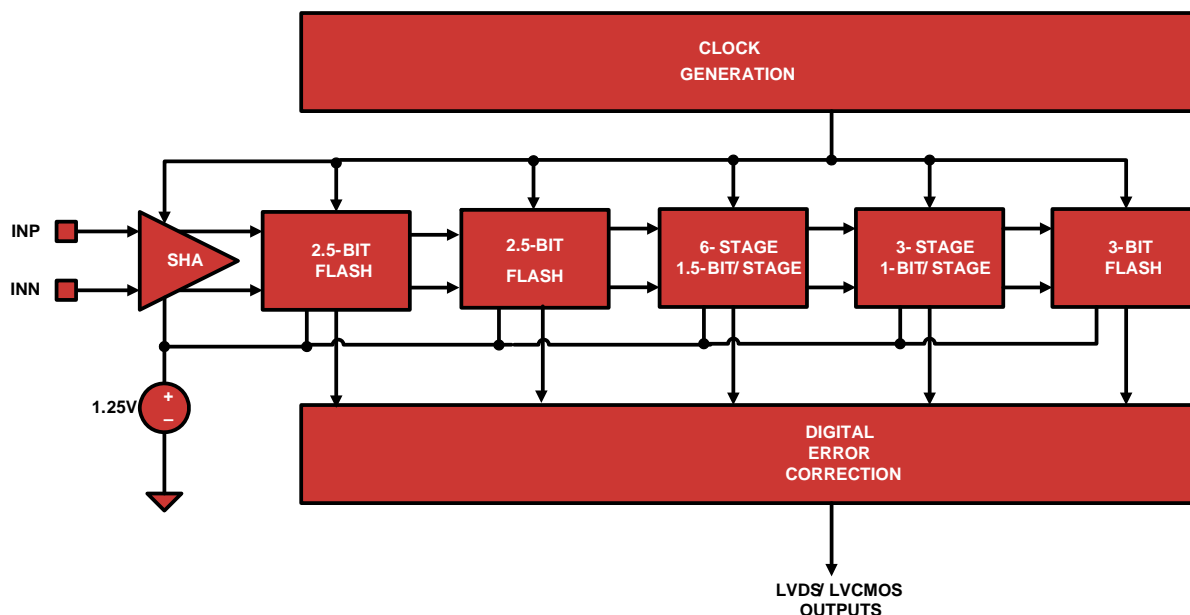 CLOCK
GENERATION
INP
INN
SHA
2.5-BIT
FLASH
2.5-BIT
FLASH
6- STAGE
1.5-BIT/ STAGE
3- STAGE
1-BIT/ STAGE
3-BIT
FLASH
1.25V
+
–
DIGITAL
ERROR
CORRECTION
LVDS/ LVCMOS
OUTPUTS